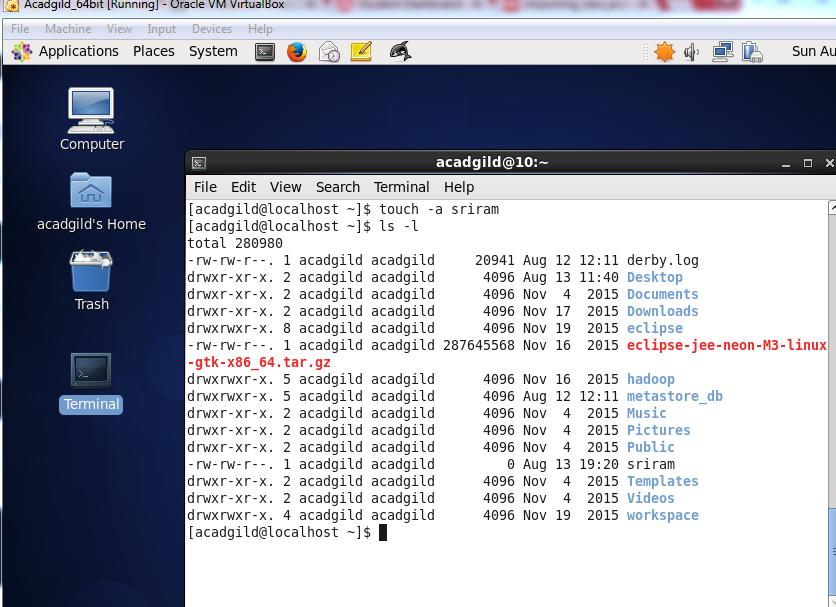 Acadgild_64bit [Running] - Oracle VM VirtualBox
File Machine View Input Devices Help
Applications Places System Sun Au
Computer
acadgild's Home
Trash
Terminal
acadgild@10:~
File Edit View Search Terminal Help
[acadgild@localhost ~]$ touch -a sriram
[acadgild@localhost ~]$ ls -l
total 280980
-rw-rw-r--. 1 acadgild acadgild     20941 Aug 12 12:11 derby.log
drwxr-xr-x. 2 acadgild acadgild      4096 Aug 13 11:40 Desktop
drwxr-xr-x. 2 acadgild acadgild      4096 Nov  4  2015 Documents
drwxr-xr-x. 2 acadgild acadgild      4096 Nov 17  2015 Downloads
drwxrwxr-x. 8 acadgild acadgild      4096 Nov 19  2015 eclipse
-rw-rw-r--. 1 acadgild acadgild 287645568 Nov 16  2015 eclipse-jee-neon-M3-linux
-gtk-x86_64.tar.gz
drwxrwxr-x. 5 acadgild acadgild      4096 Nov 16  2015 hadoop
drwxrwxr-x. 5 acadgild acadgild      4096 Aug 12 12:11 metastore_db
drwxr-xr-x. 2 acadgild acadgild      4096 Nov  4  2015 Music
drwxr-xr-x. 2 acadgild acadgild      4096 Nov  4  2015 Pictures
drwxr-xr-x. 2 acadgild acadgild      4096 Nov  4  2015 Public
-rw-rw-r--. 1 acadgild acadgild         0 Aug 13 19:20 sriram
drwxr-xr-x. 2 acadgild acadgild      4096 Nov  4  2015 Templates
drwxr-xr-x. 2 acadgild acadgild      4096 Nov  4  2015 Videos
drwxrwxr-x. 4 acadgild acadgild      4096 Nov 19  2015 workspace
[acadgild@localhost ~]$